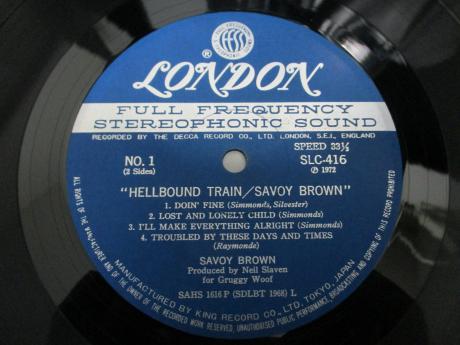 FULL FREQUENCY
ffss
STEREOPHONIC
® LONDON
FULL FREQUENCY
STEREOPHONIC SOUND
RECORDED BY THE DECCA RECORD CO., LTD. LONDON, S.E.I., ENGLAND
SPEED 33⅓
NO. 1
SLC-416
(2 Sides)
Ⓟ 1972
"HELLBOUND TRAIN/SAVOY BROWN"
1. DOIN' FINE (Simmonds, Silvester)
2. LOST AND LONELY CHILD (Simmonds)
3. I'LL MAKE EVERYTHING ALRIGHT (Simmonds)
4. TROUBLED BY THESE DAYS AND TIMES
(Raymonde)
SAVOY BROWN
Produced by Neil Slaven
for Gruggy Woof
SAHS 1616 P (SDLBT 1968) L
MANUFACTURED BY KING RECORD CO., LTD., TOKYO, JAPAN
ALL RIGHTS OF THE MANUFACTURER AND OF THE OWNER OF THE RECORDED WORK RESERVED, UNAUTHORISED PUBLIC PERFORMANCE, BROADCASTING AND COPYING OF THIS RECORD PROHIBITED